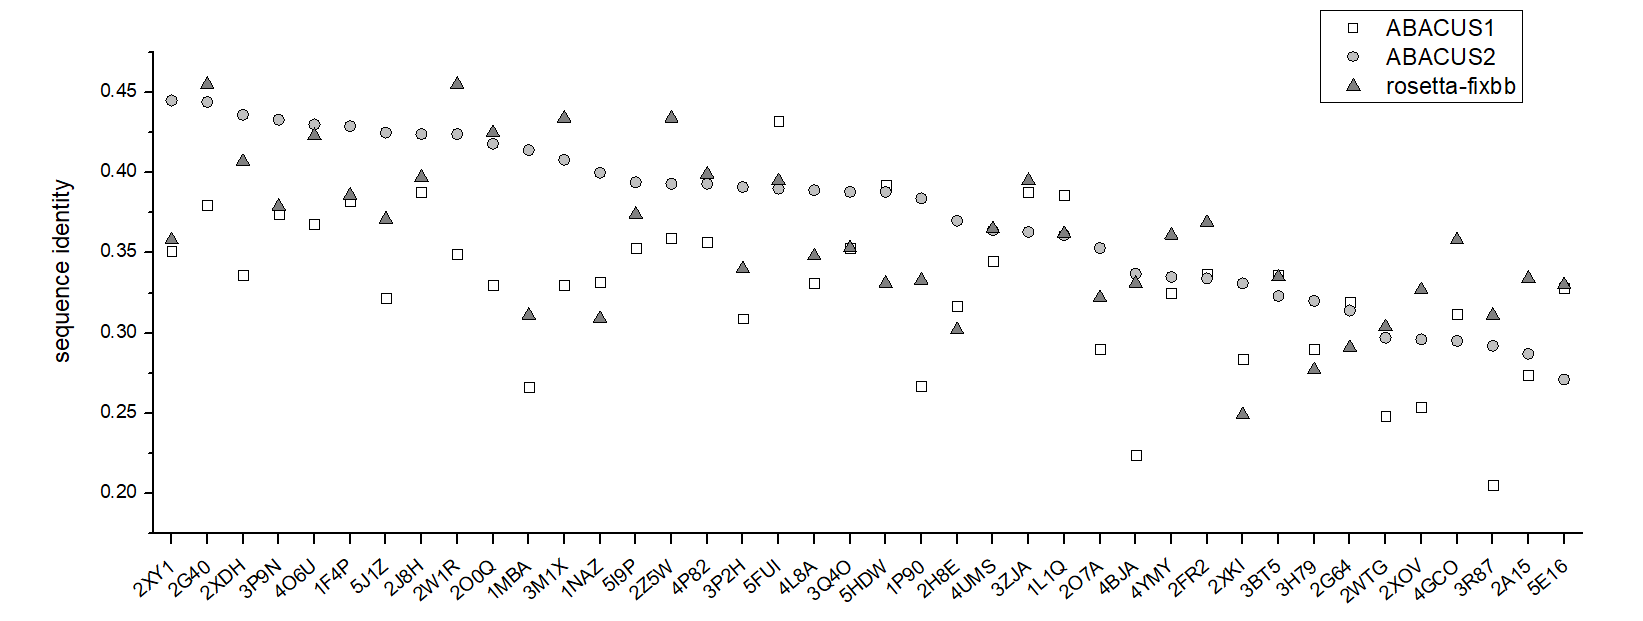 ABACUS1
ABACUS2
rosetta-fixbb
sequence identity
0.45
0.40
0.35
0.30
0.25
0.20
2XY1
2G40
2XDH
3P9N
4O6U
1F4P
5J1Z
2J8H
2W1R
2O0Q
1MBA
3M1X
1NAZ
5I9P
2Z5W
4P82
3P2H
5FUI
4L8A
3Q4O
5HDW
1P90
2H8E
4UMS
3ZJA
1L1Q
2O7A
4BJA
4YMY
2FR2
2XKI
3BT5
3H79
2G64
2WTG
2XOV
4GCO
3R87
2A15
5E16